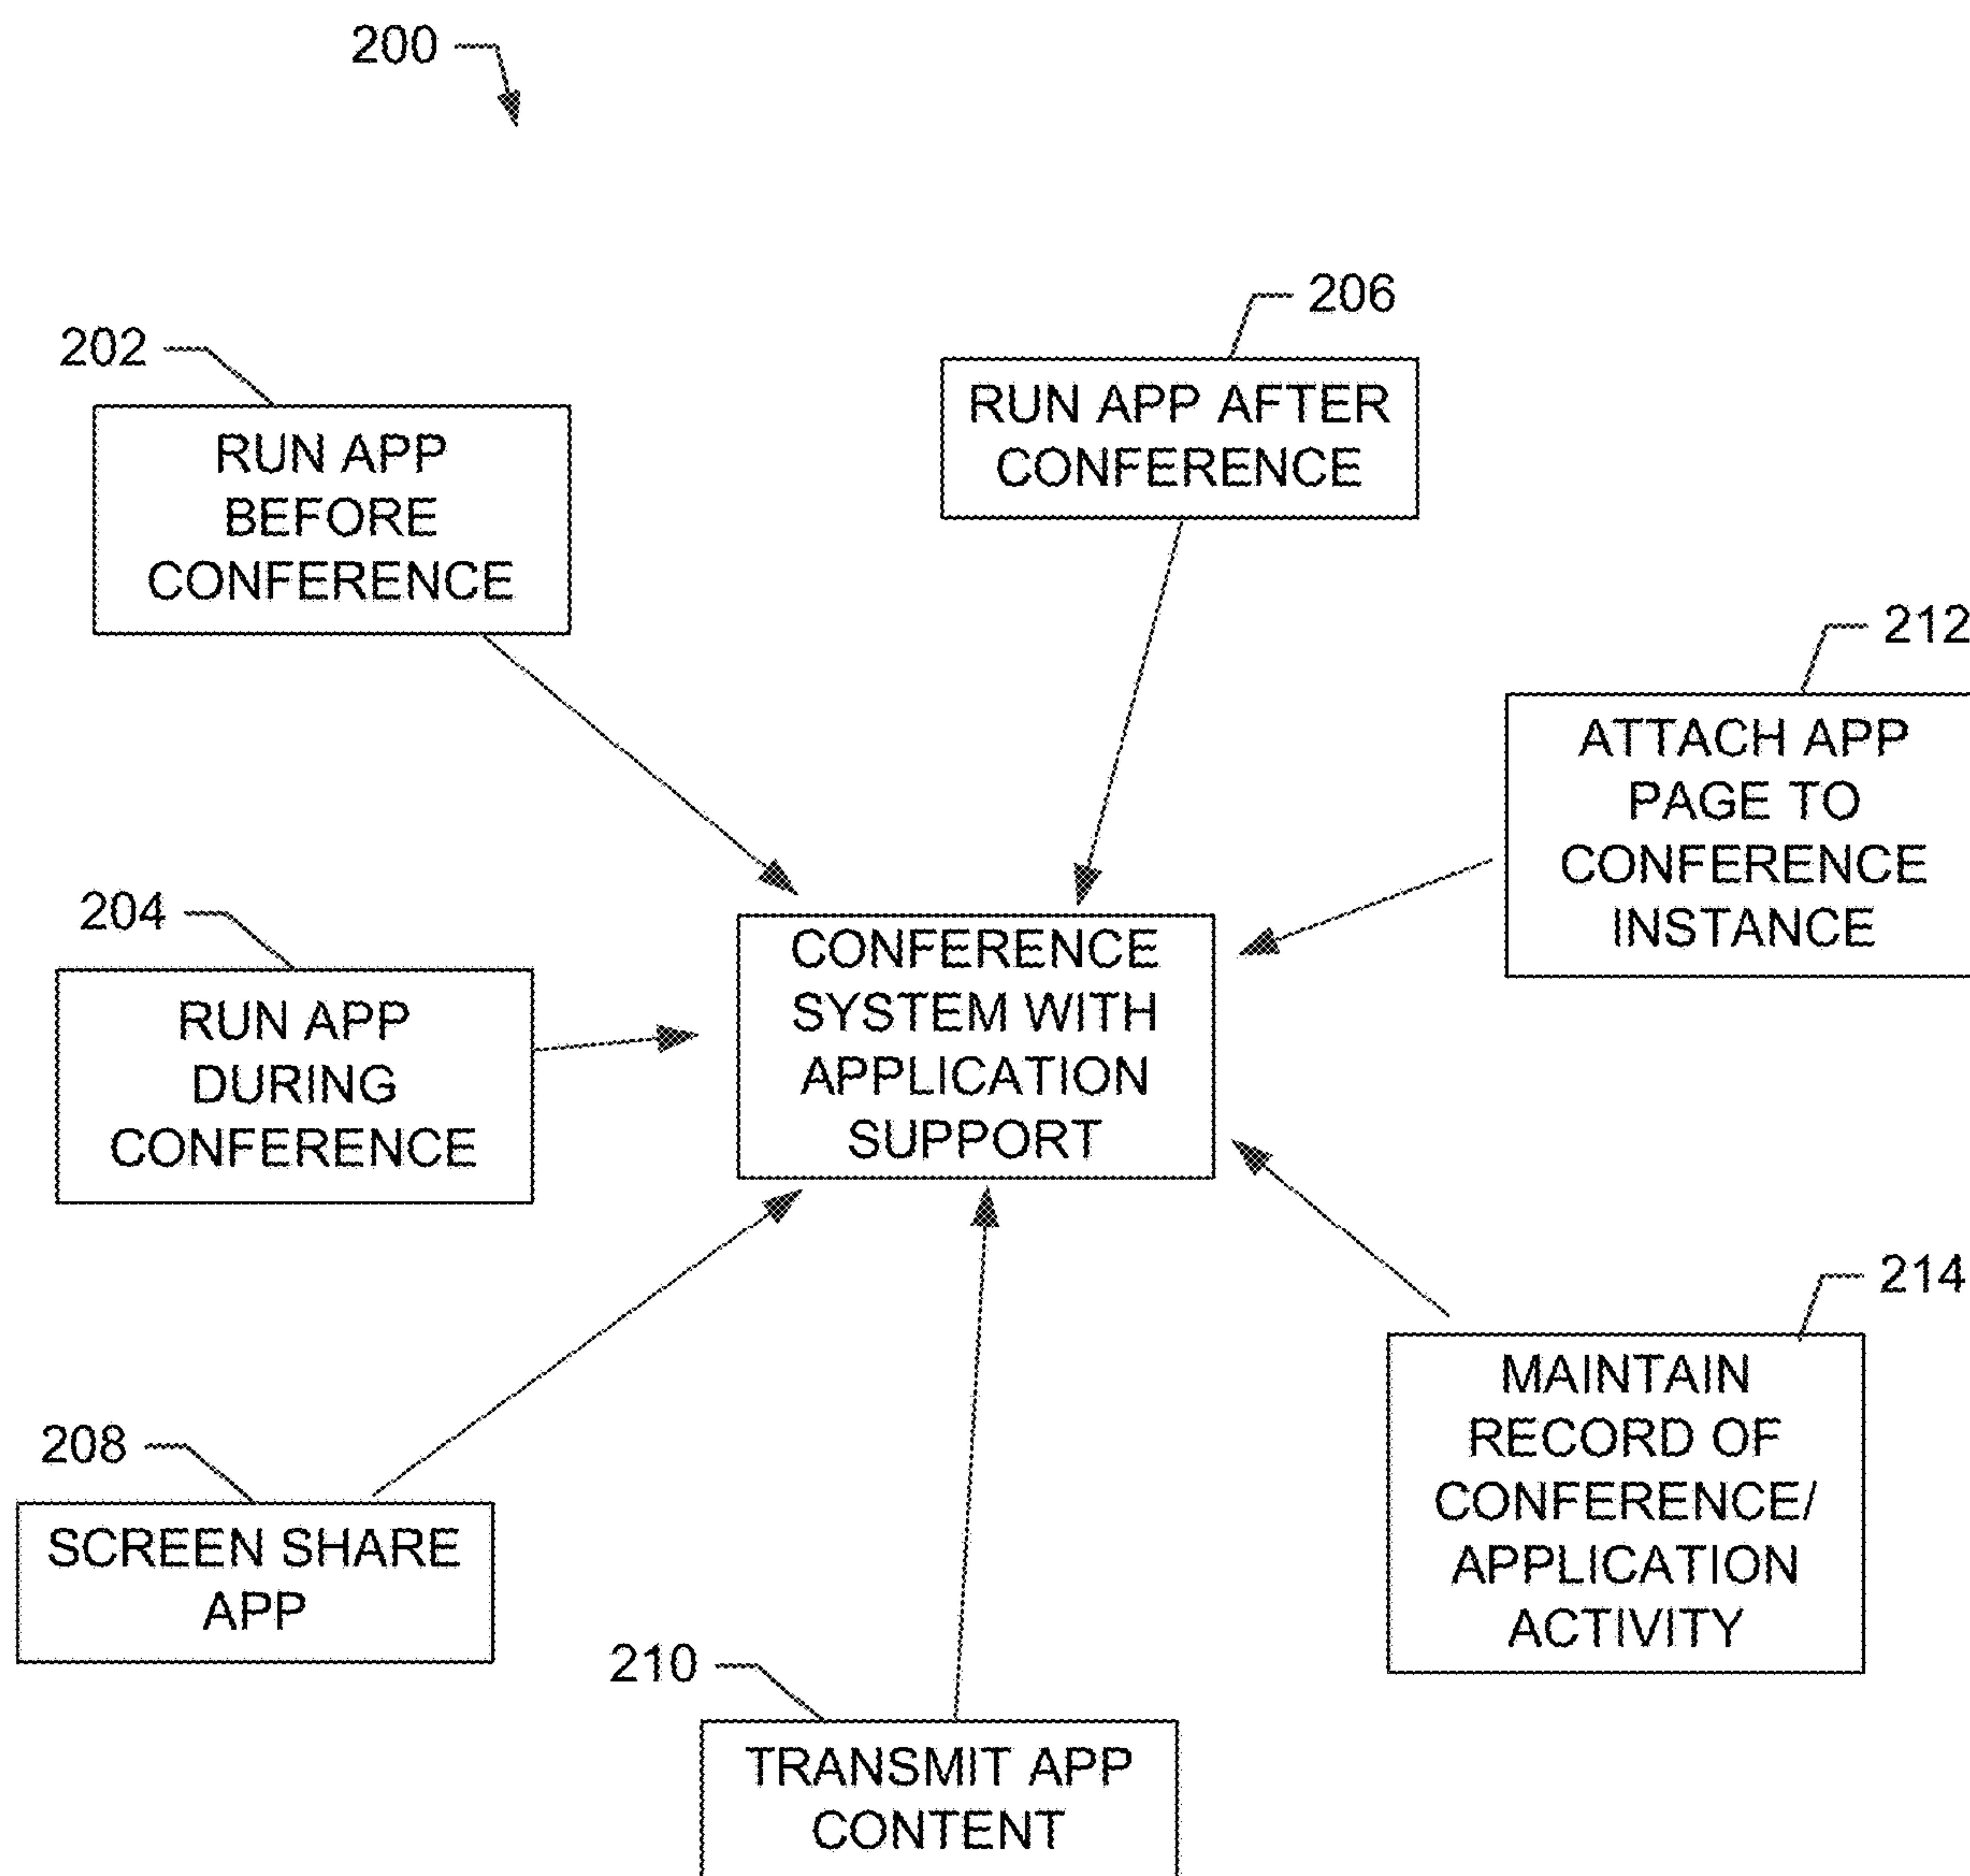 200
206
202
RUN APP AFTER
CONFERENCE
RUN APP
BEFORE
CONFERENCE
212
ATTACH APP
PAGE TO
CONFERENCE
INSTANCE
204
RUN APP
DURING
CONFERENCE
CONFERENCE
SYSTEM WITH
APPLICATION
SUPPORT
214
MAINTAIN
RECORD OF
CONFERENCE/
APPLICATION
ACTIVITY
208
SCREEN SHARE
APP
210
TRANSMIT APP
CONTENT